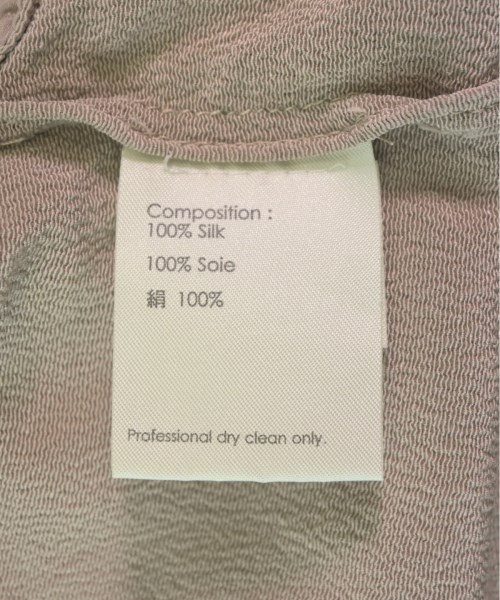 Composition :
100% Silk
100% Soie
絹 100%
Professional dry clean only.